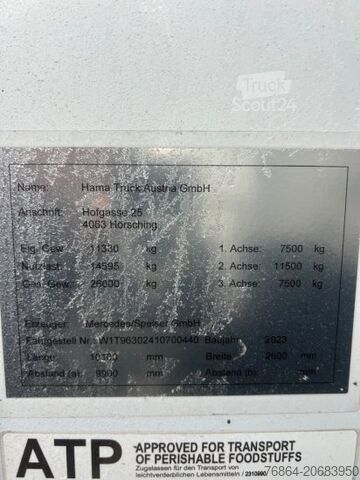 Truck
Scout24
Name: Hama Truck Austria GmbH
Anschrift: Hofgasse 25
4063 Hörsching
Eig. Gew. 11330 kg 1. Achse: 7500 kg
Nutzlast: 14595 kg 2. Achse: 11500 kg
Ges. Gew.: 26000 kg 3. Achse: 7500 kg
Erzeuger: Mercedes/Speiser GmbH
Fahrgestell Nr.: W1T96302410700440 Baujahr: 2023
Länge: 10100 mm Breite: 2600 mm
Abstand (a): 9900 mm Abstand (b): mm
ATP APPROVED FOR TRANSPORT
OF PERISHABLE FOODSTUFFS
Zugelassen für den Transport von
leichtverderblichen Lebensmitteln / 2310990
76864-20683950